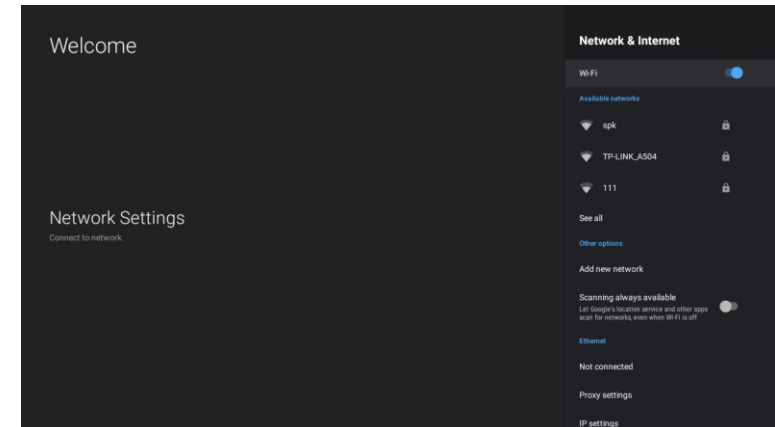 Welcome
Network Settings
Connect to network.
Network & Internet
Wi-Fi
Available networks
spk
TP-LINK_A504
111
See all
Other options
Add new network
Scanning always available
Let Google's location service and other apps
scan for networks, even when Wi-Fi is off
Ethernet
Not connected
Proxy settings
IP settings